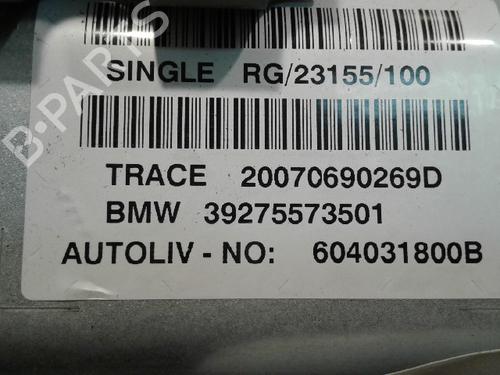 SINGLE RG/23155/100
TRACE 20070690269D
BMW 39275573501
AUTOLIV - NO: 604031800B
B-PARTS